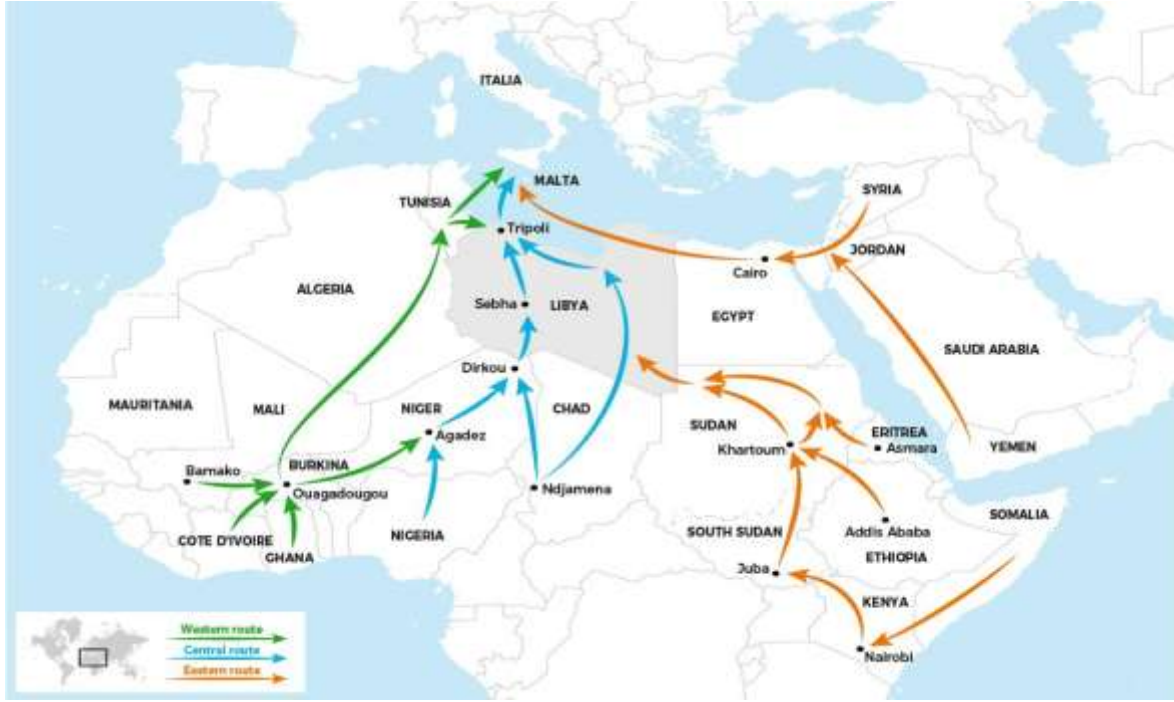 ITALIA
MALTA
TUNISIA
SYRIA
Tripoli
JORDAN
Cairo
ALGERIA
Sebha
LIBYA
EGYPT
SAUDI ARABIA
Dirkou
MAURITANIA
MALI
NIGER
CHAD
SUDAN
ERITREA
Agadez
Khartoum
Asmara
YEMEN
Bamako
BURKINA
Ouagadougou
Ndjamena
SOMALIA
COTE D'IVOIRE
GHANA
NIGERIA
SOUTH SUDAN
Addis Ababa
ETHIOPIA
Juba
KENYA
Nairobi
Western route
Central route
Eastern route